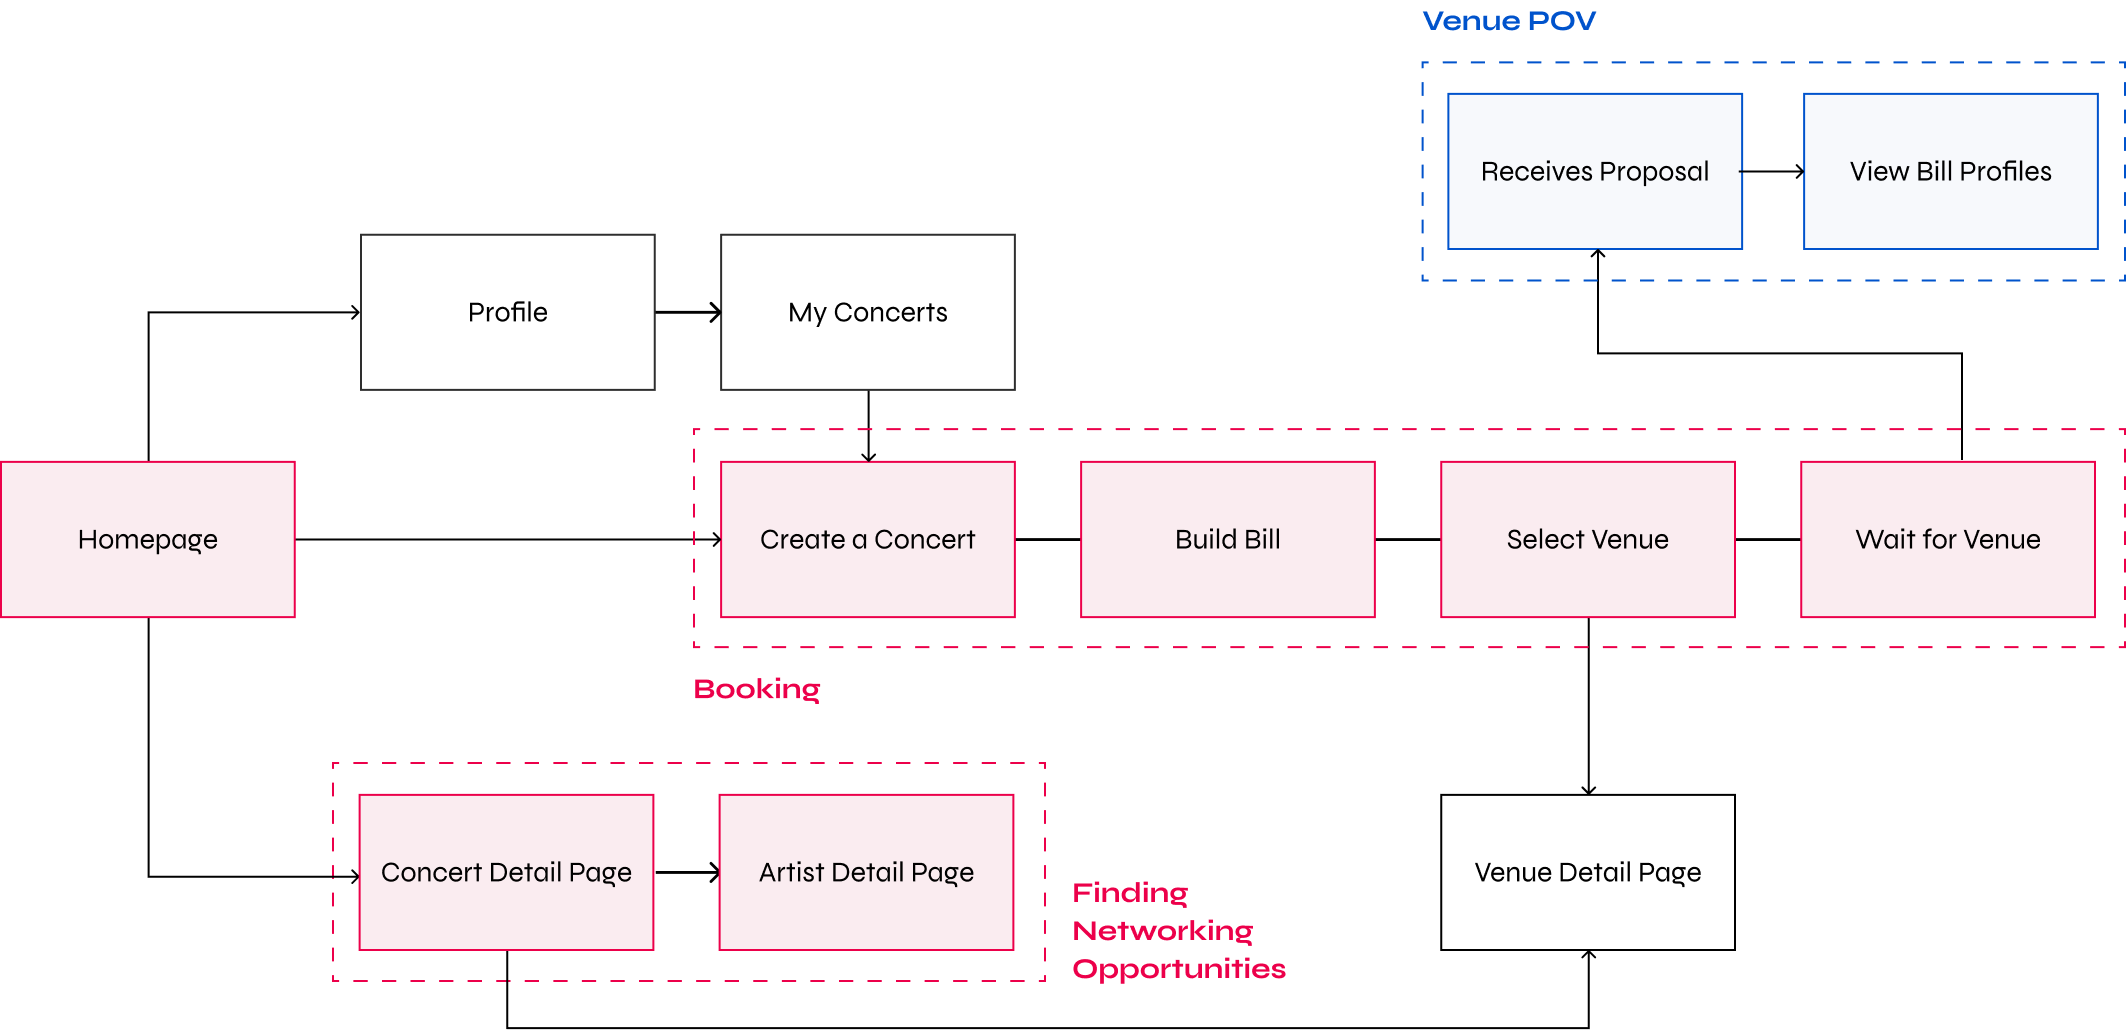 Venue POV
Receives Proposal
View Bill Profiles
Profile
My Concerts
Homepage
Create a Concert
Build Bill
Select Venue
Wait for Venue
Booking
Concert Detail Page
Artist Detail Page
Finding
Networking
Opportunities
Venue Detail Page